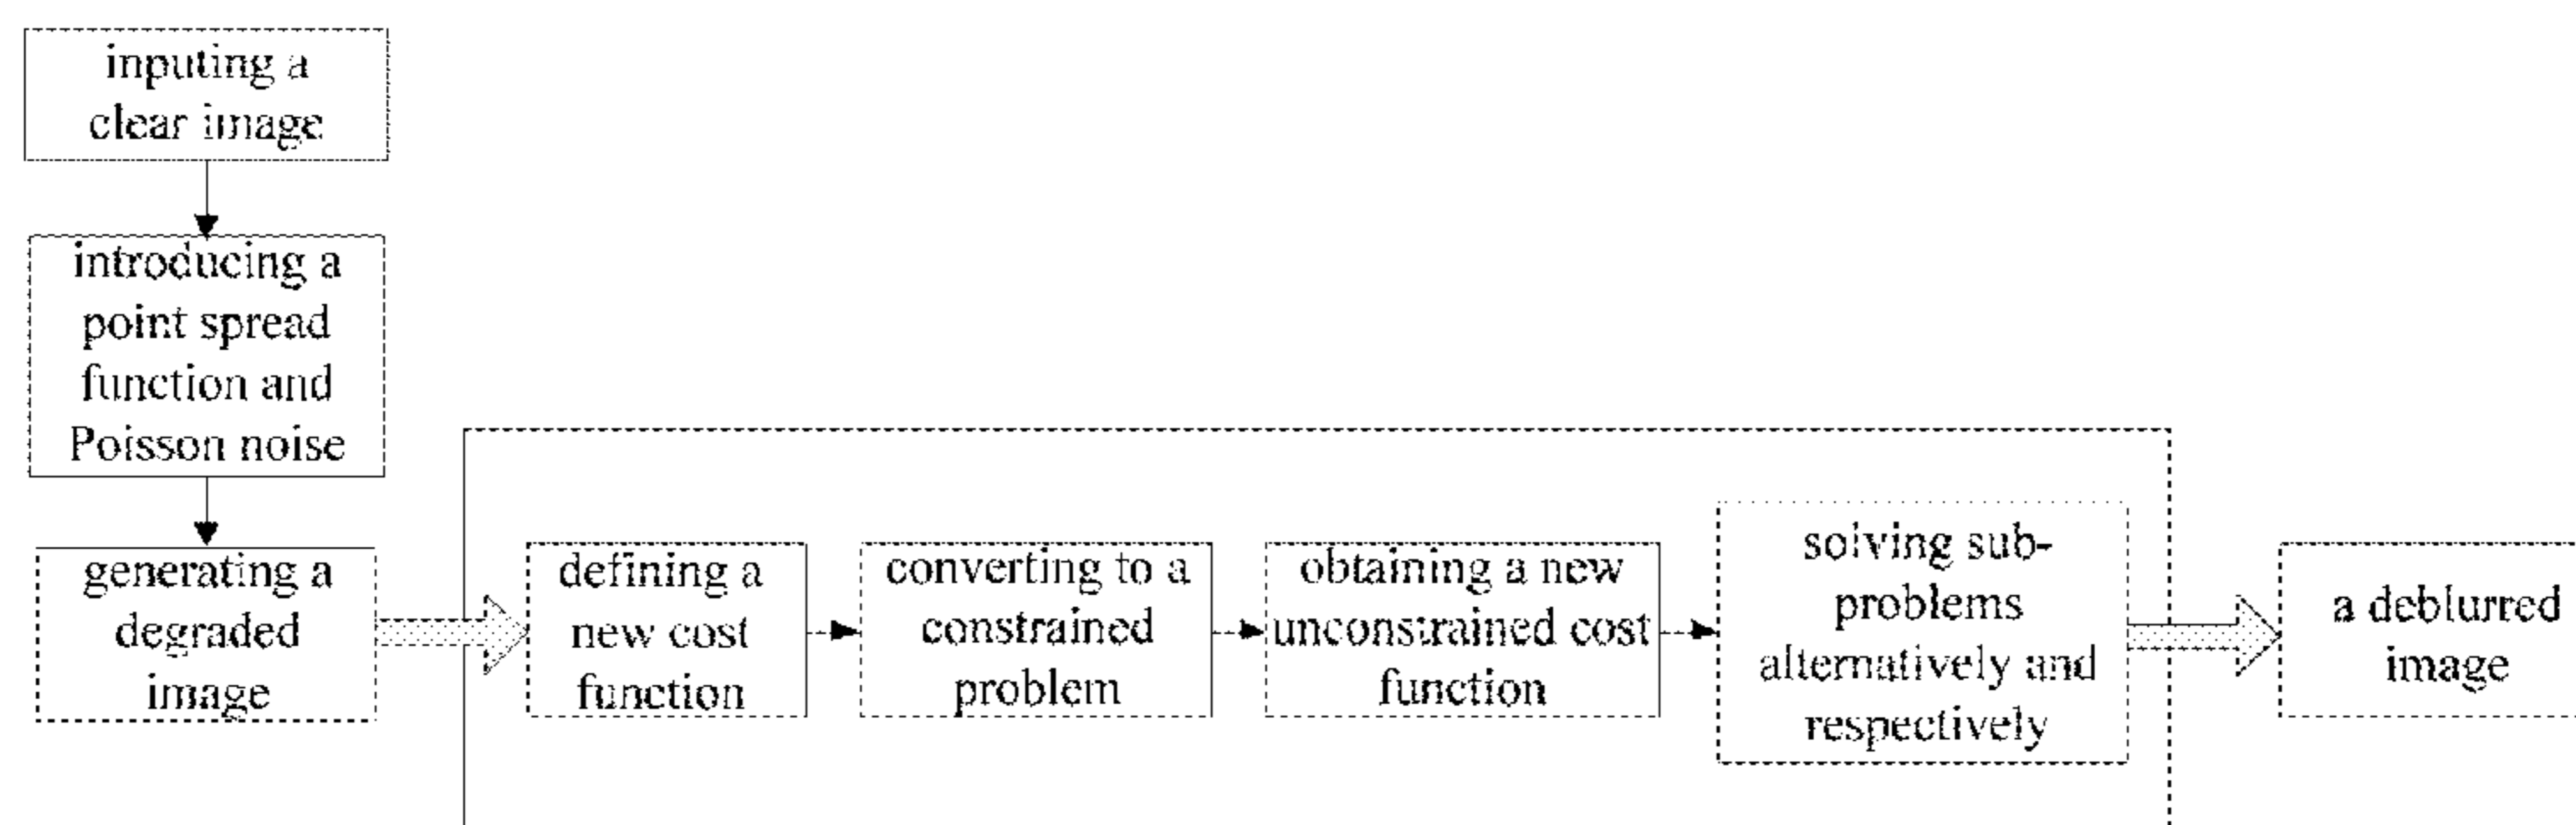 inputing a
clear image
introducing a
point spread
function and
Poisson noise
generating a
degraded
image
defining a
new cost
function
converting to a
constrained
problem
obtaining a new
unconstrained cost
function
solving sub-
problems
alternatively and
respectively
a deblurred
image